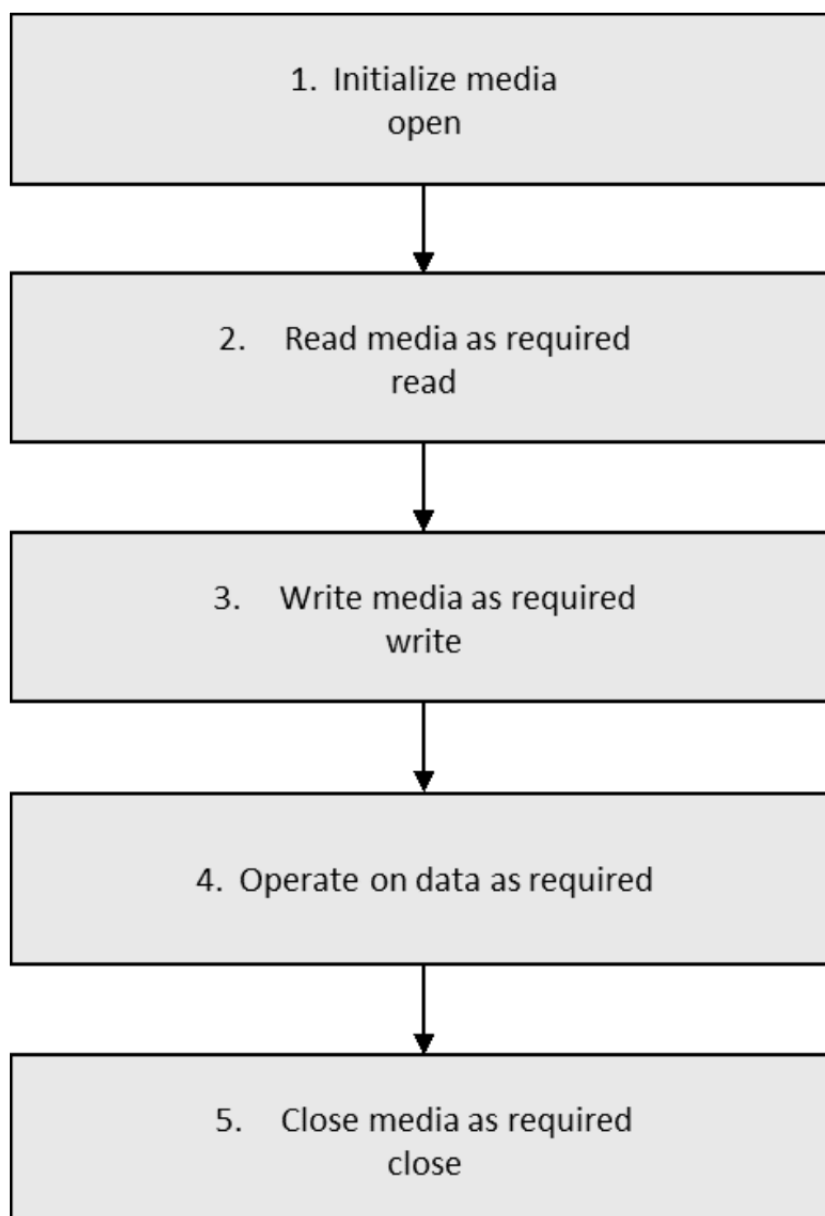 1. Initialize media
open
2. Read media as required
read
3. Write media as required
write
4. Operate on data as required
5. Close media as required
close